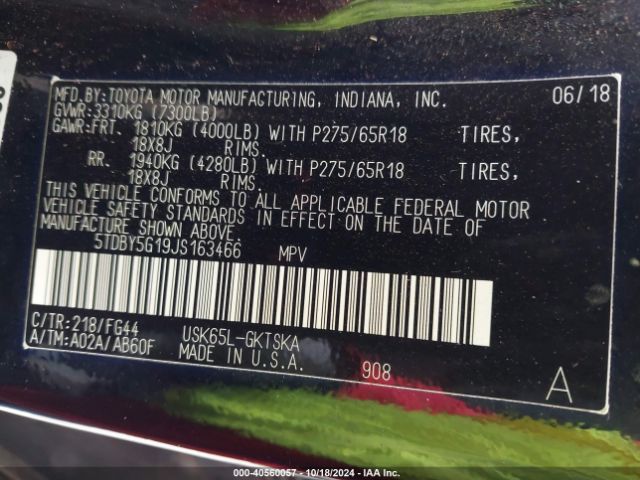 MFD.BY:TOYOTA MOTOR MANUFACTURING, INDIANA, INC. 06/18
GVWR:3310KG (7300LB)
GAWR:FRT. 1810KG (4000LB) WITH P275/65R18 TIRES,
18X8J RIMS.
RR. 1940KG (4280LB) WITH P275/65R18 TIRES,
18X8J RIMS.
THIS VEHICLE CONFORMS TO ALL APPLICABLE FEDERAL MOTOR
VEHICLE SAFETY STANDARDS IN EFFECT ON THE DATE OF
MANUFACTURE SHOWN ABOVE.
5TDBY5G19JS163466 MPV
C/TR:218/FG44 USK65L-GKTSKA
A/TM:A02A/AB60F MADE IN U.S.A.
908 A
000-40560057 - 10/18/2024 - IAA Inc.